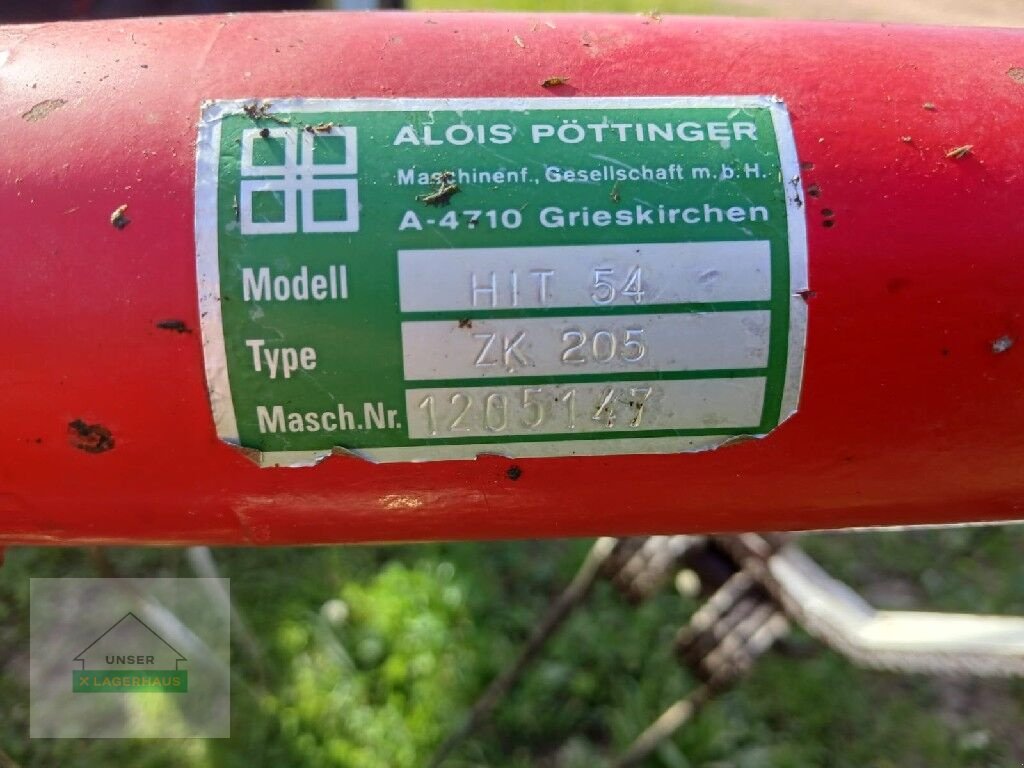 ALOIS PÖTTINGER
Maschinenf., Gesellschaft m.b.H.
A-4710 Grieskirchen
Modell HIT 54
Type ZK 205
Masch.Nr. 1205147
UNSER
X LAGERHAUS